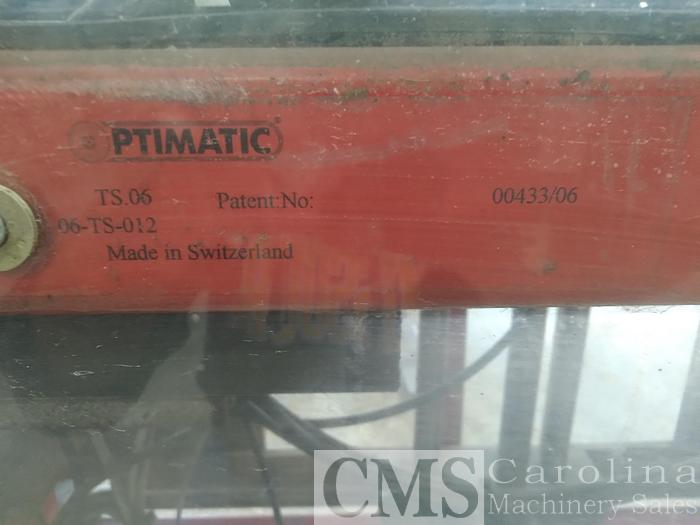 PTIMATIC
TS.06 Patent:No: 00433/06
06-TS-012
Made in Switzerland
CMS Carolina
Machinery Sales